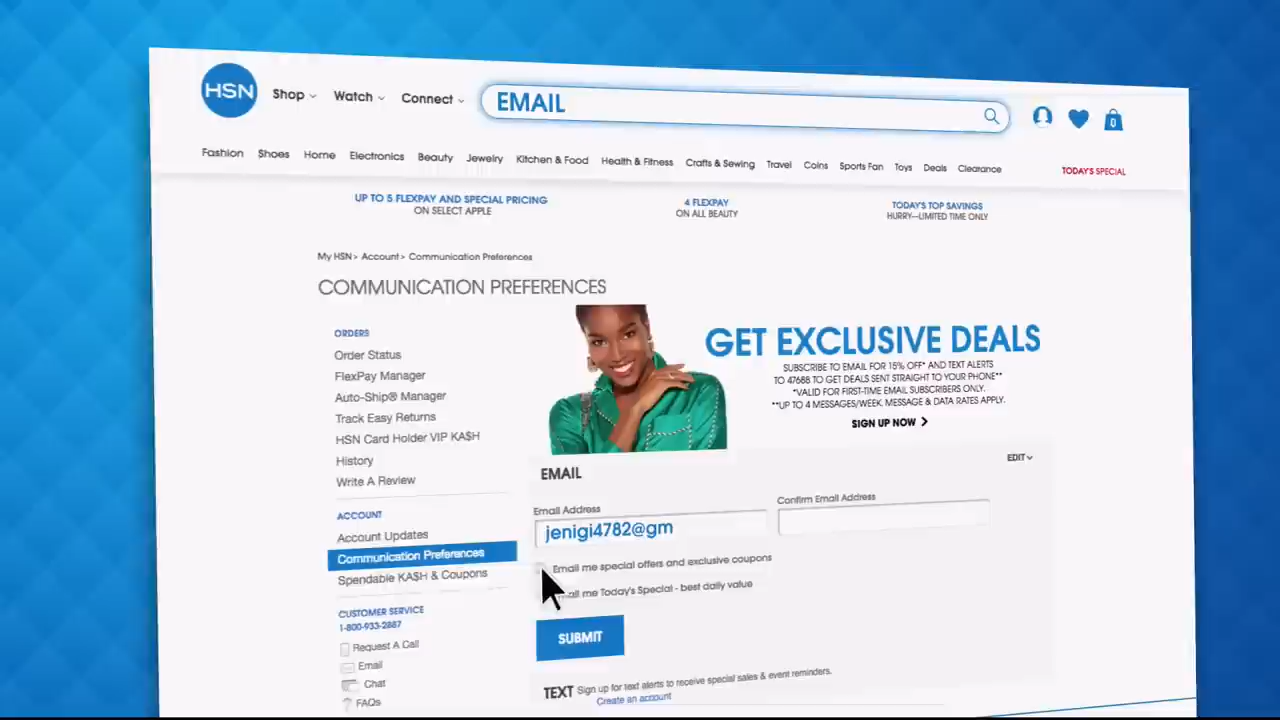 HSN
Shop Watch Connect
EMAIL
0
Fashion Shoes Home Electronics Beauty Jewelry Kitchen & Food Health & Fitness Crafts & Sewing Travel Coins Sports Fan Toys Deals Clearance TODAY'S SPECIAL
UP TO 5 FLEXPAY AND SPECIAL PRICING
ON SELECT APPLE
4 FLEXPAY
ON ALL BEAUTY
TODAY'S TOP SAVINGS
HURRY—LIMITED TIME ONLY
My HSN> Account> Communication Preferences
COMMUNICATION PREFERENCES
ORDERS
Order Status
FlexPay Manager
Auto-Ship® Manager
Track Easy Returns
HSN Card Holder VIP KA$H
History
Write A Review
ACCOUNT
Account Updates
Communication Preferences
Spendable KA$H & Coupons
CUSTOMER SERVICE
1-800-933-2887
Request A Call
Email
Chat
FAQs
GET EXCLUSIVE DEALS
SUBSCRIBE TO EMAIL FOR 15% OFF* AND TEXT ALERTS
TO 47688 TO GET DEALS SENT STRAIGHT TO YOUR PHONE**
*VALID FOR FIRST-TIME EMAIL SUBSCRIBERS ONLY.
**UP TO 4 MESSAGES/WEEK. MESSAGE & DATA RATES APPLY.
SIGN UP NOW
EDIT
EMAIL
Email Address
jenigi4782@gm
Confirm Email Address
Email me special offers and exclusive coupons
me Today's Special - best daily value
SUBMIT
TEXT Sign up for text alerts to receive special sales & event reminders.
Create an account